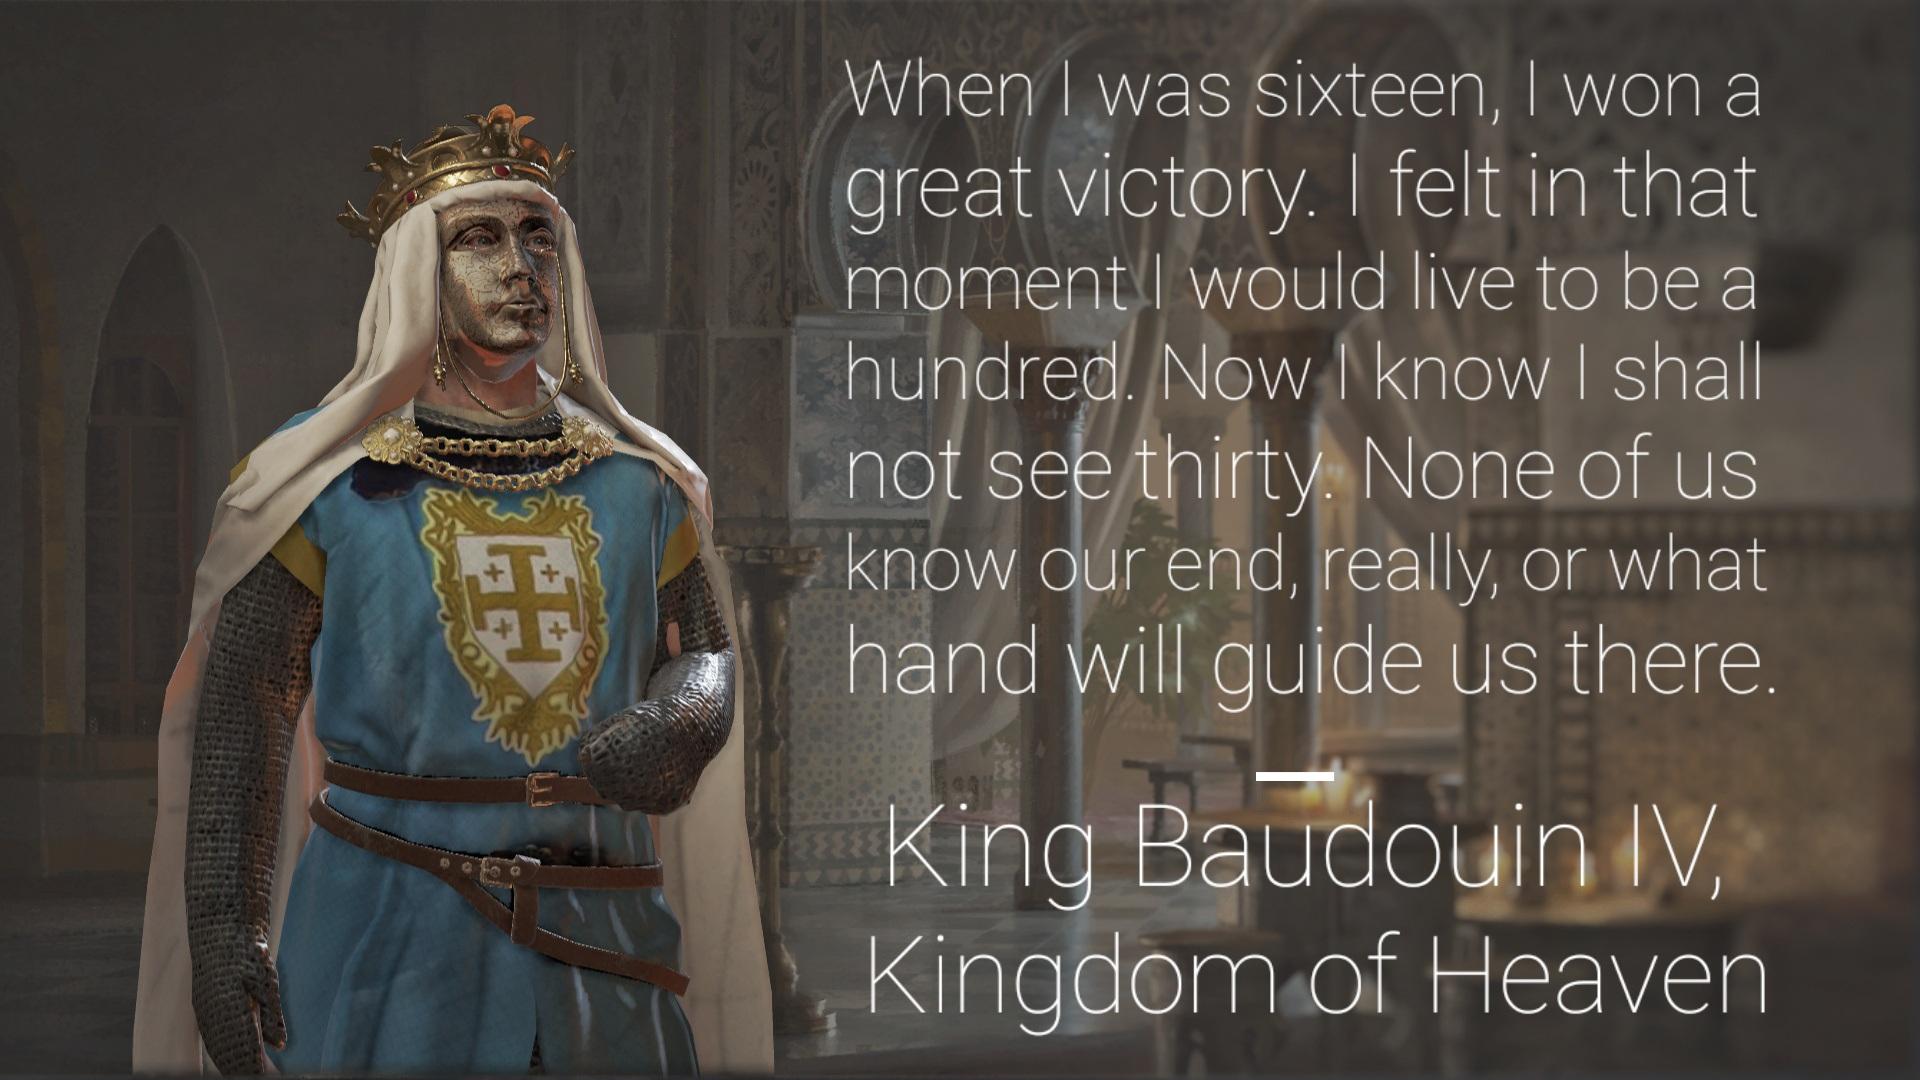 When I was sixteen, I won a
great victory. I felt in that
moment I would live to be a
hundred. Now I know I shall
not see thirty. None of us
know our end, really, or what
hand will guide us there.
King Baudouin IV,
Kingdom of Heaven